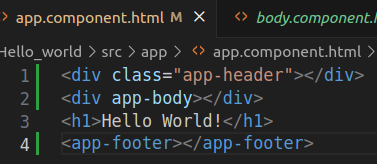 app.component.html M body.component.h
Hello_world > src > app > app.component.html >
1 <div class="app-header"></div>
2 <div app-body></div>
3 <h1>Hello World!</h1>
4 <app-footer></app-footer>